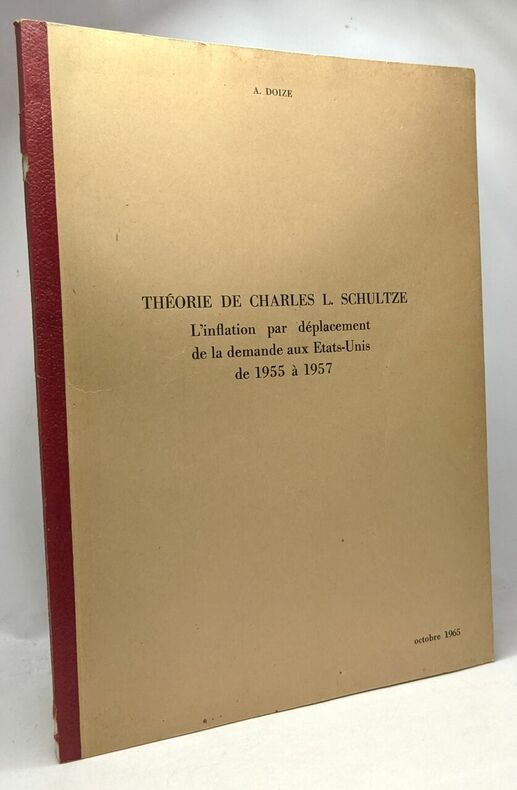 A. DOIZE
THÉORIE DE CHARLES L. SCHULTZE
L'inflation par déplacement
de la demande aux Etats-Unis
de 1955 à 1957
octobre 1965